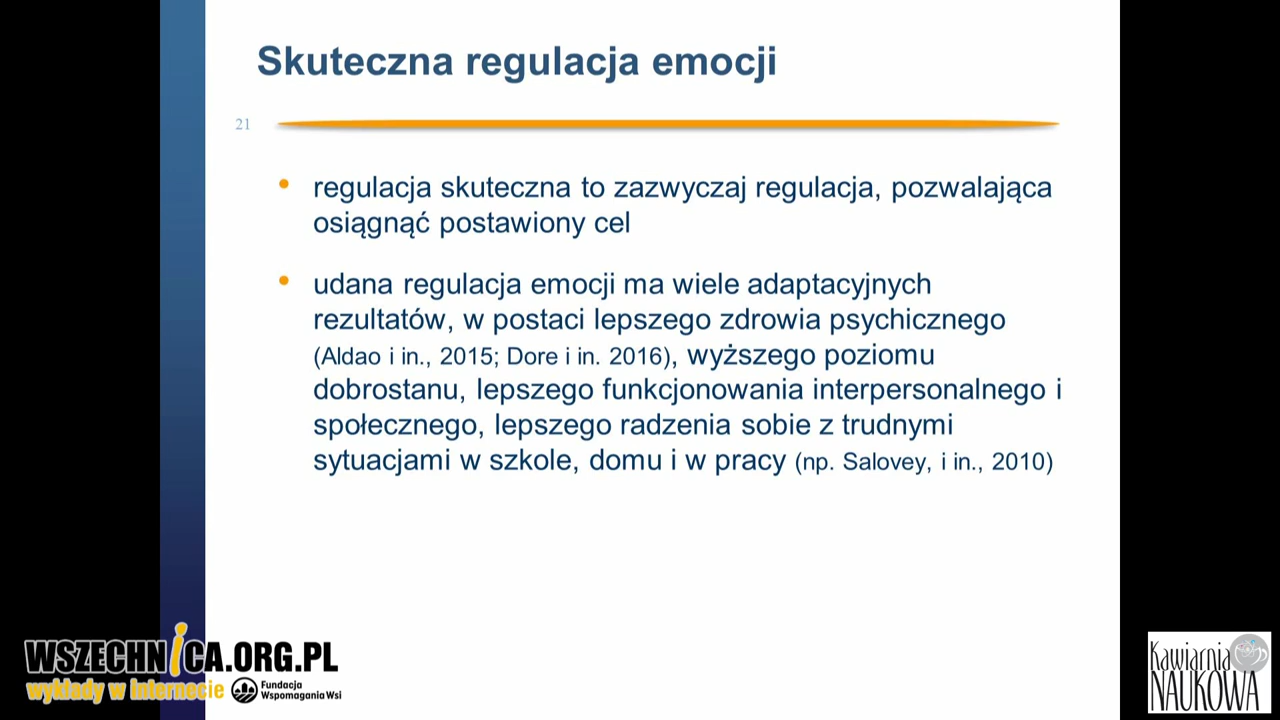 Skuteczna regulacja emocji
21
• regulacja skuteczna to zazwyczaj regulacja, pozwalająca
osiągnąć postawiony cel
• udana regulacja emocji ma wiele adaptacyjnych
rezultatów, w postaci lepszego zdrowia psychicznego
(Aldao i in., 2015; Dore i in. 2016), wyższego poziomu
dobrostanu, lepszego funkcjonowania interpersonalnego i
społecznego, lepszego radzenia sobie z trudnymi
sytuacjami w szkole, domu i w pracy (np. Salovey, i in., 2010)
WSZECHNiCA.ORG.PL
wykłady w Internecie
Fundacja
Wspomagania Wsi
Kawiarnia
NAUKOWA